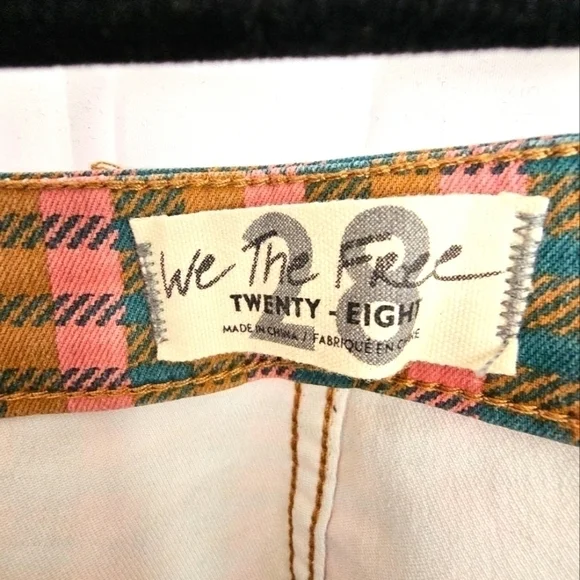 28
We The Free
TWENTY - EIGHT
MADE IN CHINA / FABRIQUÉ EN CHINE